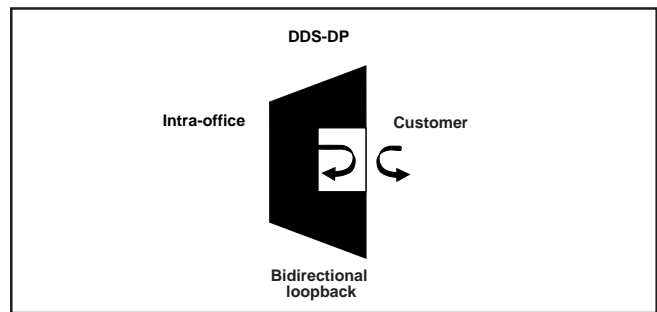 DDS-DP
Intra-office
Customer
Bidirectional
loopback